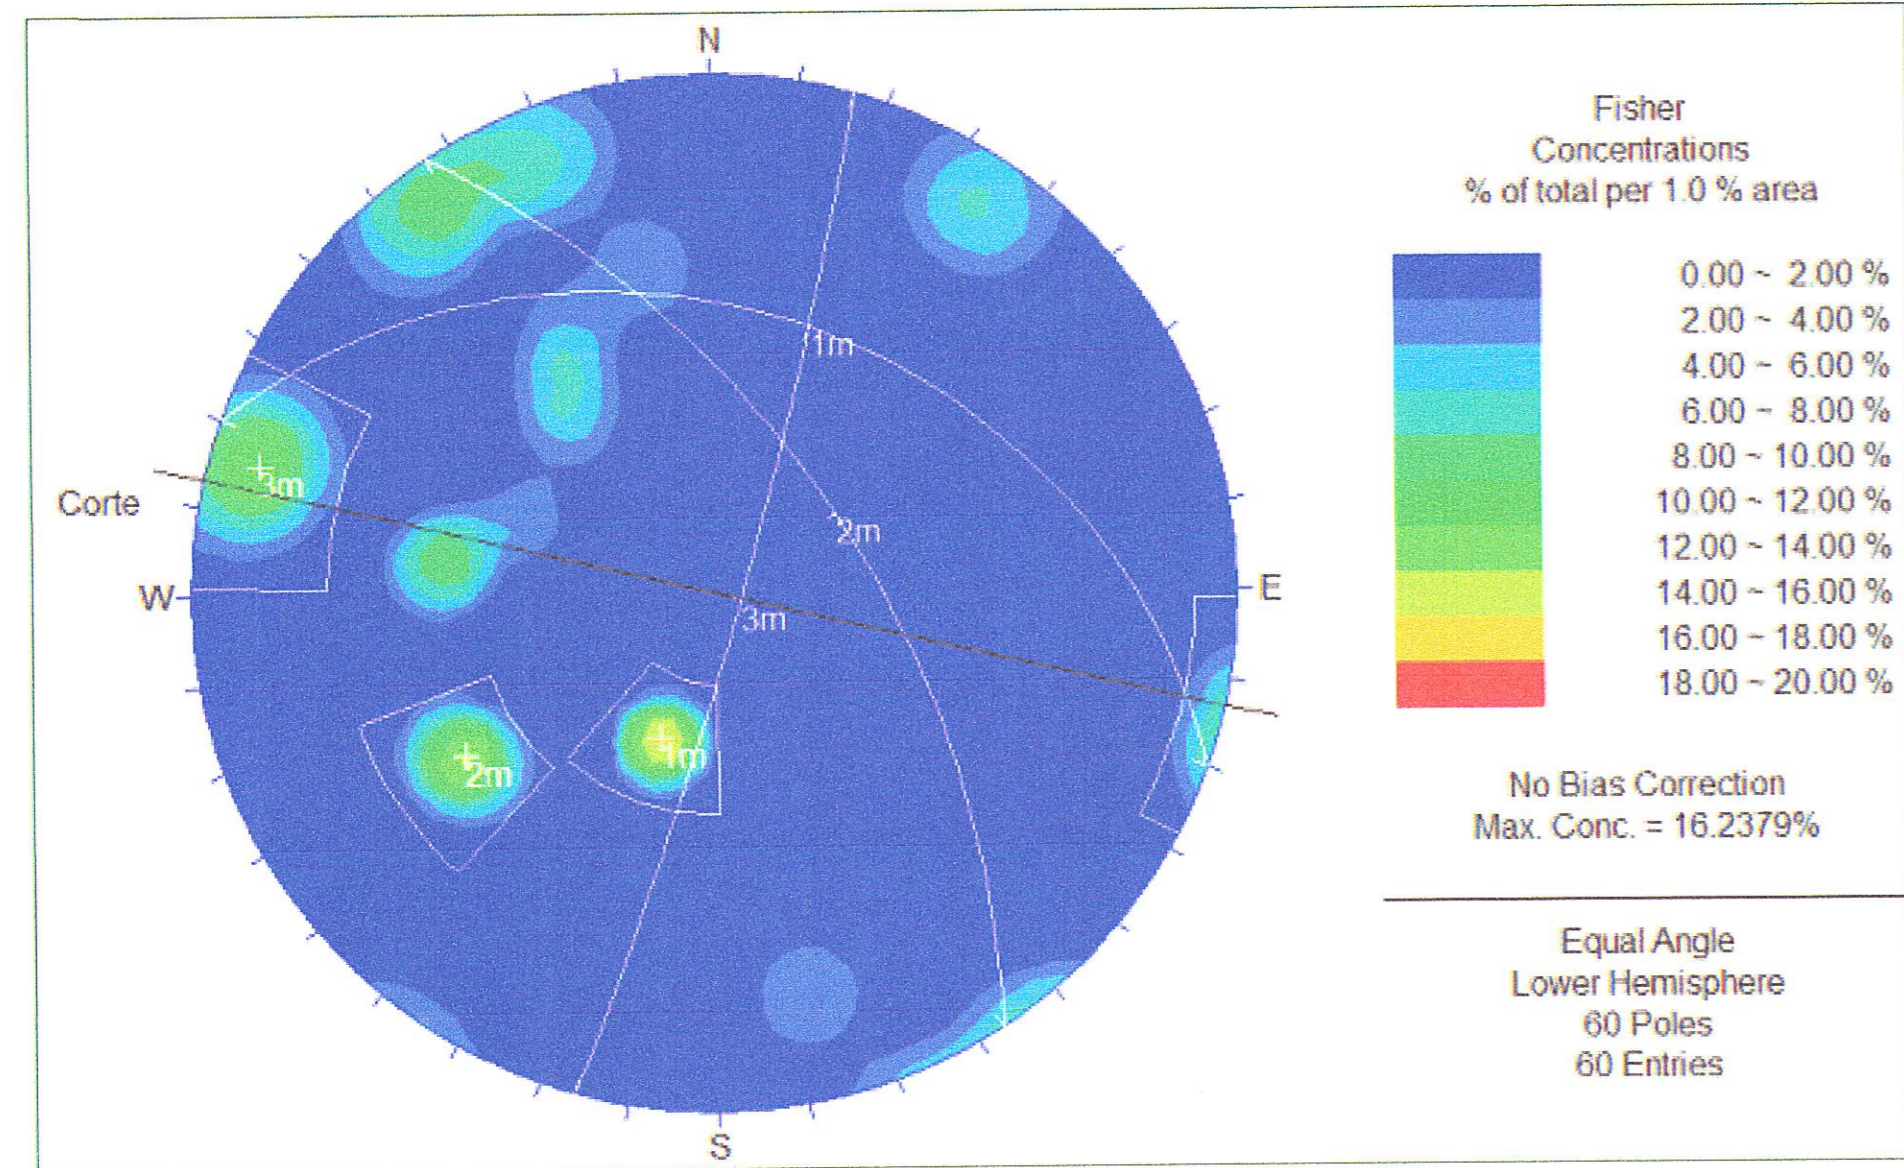 N
Corte
W
E
S
1m
2m
3m
3m
2m
1m
Fisher
Concentrations
% of total per 1.0 % area
0.00 ~ 2.00 %
2.00 ~ 4.00 %
4.00 ~ 6.00 %
6.00 ~ 8.00 %
8.00 ~ 10.00 %
10.00 ~ 12.00 %
12.00 ~ 14.00 %
14.00 ~ 16.00 %
16.00 ~ 18.00 %
18.00 ~ 20.00 %
No Bias Correction
Max. Conc. = 16.2379%
Equal Angle
Lower Hemisphere
60 Poles
60 Entries